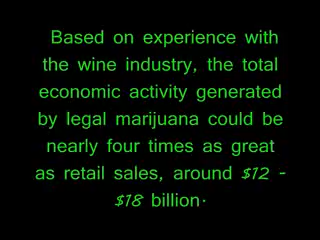 Based on experience with
the wine industry, the total
economic activity generated
by legal marijuana could be
nearly four times as great
as retail sales, around $12 -
$18 billion.